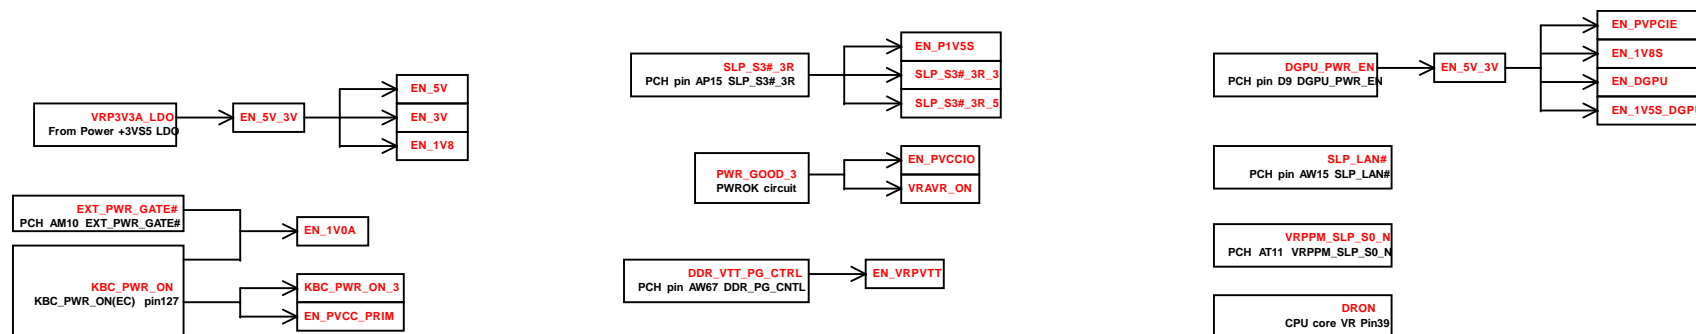 VRP3V3A_LDO
From Power +3VS5 LDO
EN_5V_3V
EN_5V
EN_3V
EN_1V8
EXT_PWR_GATE#
PCH AM10 EXT_PWR_GATE#
EN_1V0A
KBC_PWR_ON
KBC_PWR_ON(EC) pin127
KBC_PWR_ON_3
EN_PVCC_PRIM
SLP_S3#_3R
PCH pin AP15 SLP_S3#_3R
EN_P1V5S
SLP_S3#_3R_3
SLP_S3#_3R_5
PWR_GOOD_3
PWROK circuit
EN_PVCCIO
VRAVR_ON
DDR_VTT_PG_CTRL
PCH pin AW67 DDR_PG_CNTL
EN_VRPVTT
DGPU_PWR_EN
PCH pin D9 DGPU_PWR_EN
EN_5V_3V
EN_PVPCIE
EN_1V8S
EN_DGPU
EN_1V5S_DGPU
SLP_LAN#
PCH pin AW15 SLP_LAN#
VRPPM_SLP_S0_N
PCH AT11 VRPPM_SLP_S0_N
DRON
CPU core VR Pin39